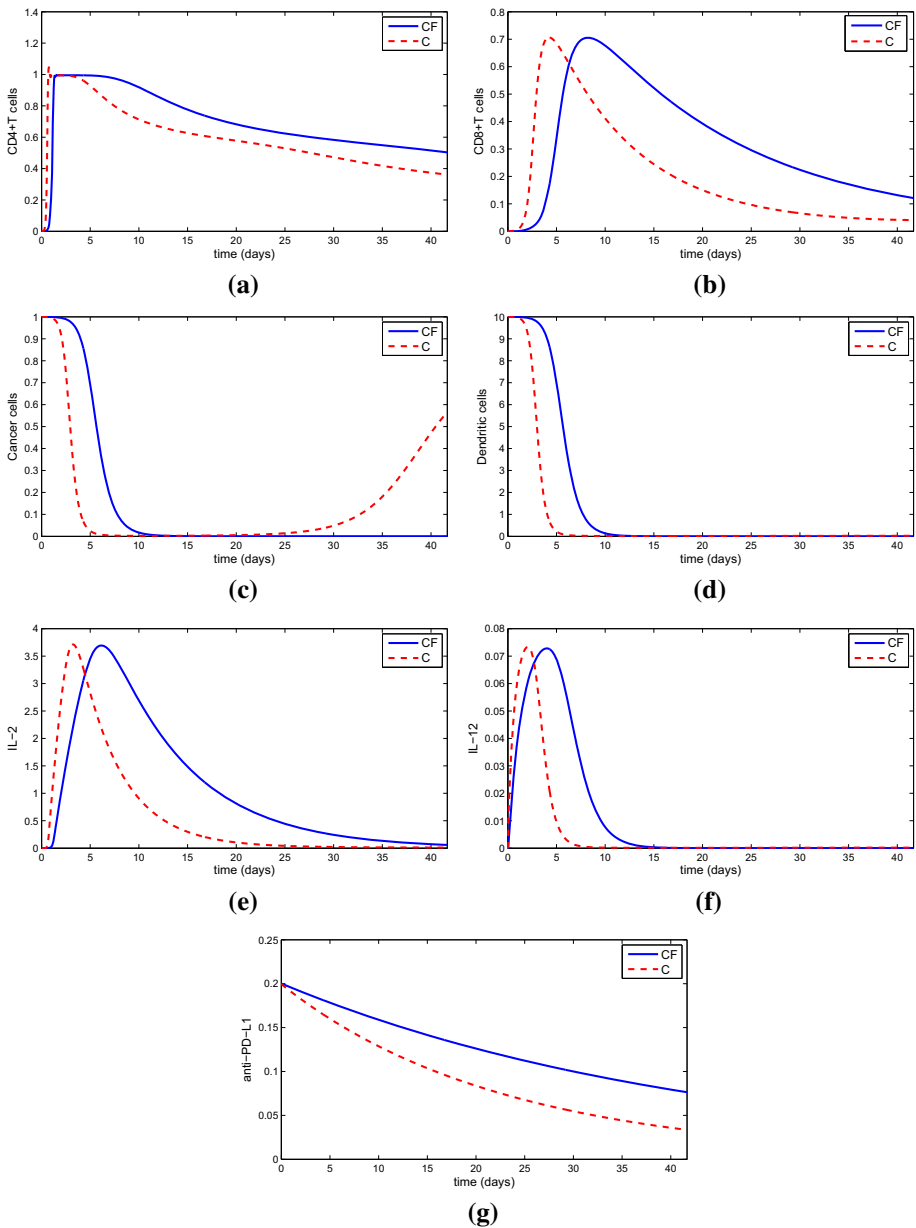 CD4+T cells
1.4
1.2
1
0.8
0.6
0.4
0.2
0
0 5 10 15 20 25 30 35 40
time (days)
CF
C
(a)
CD8+T cells
0.8
0.7
0.6
0.5
0.4
0.3
0.2
0.1
0
0 5 10 15 20 25 30 35 40
time (days)
CF
C
(b)
Cancer cells
1
0.9
0.8
0.7
0.6
0.5
0.4
0.3
0.2
0.1
0
0 5 10 15 20 25 30 35 40
time (days)
CF
C
(c)
Dendritic cells
10
9
8
7
6
5
4
3
2
1
0
0 5 10 15 20 25 30 35 40
time (days)
CF
C
(d)
IL−2
4
3.5
3
2.5
2
1.5
1
0.5
0
0 5 10 15 20 25 30 35 40
time (days)
CF
C
(e)
IL−12
0.08
0.07
0.06
0.05
0.04
0.03
0.02
0.01
0
0 5 10 15 20 25 30 35 40
time (days)
CF
C
(f)
anti−PD−L1
0.25
0.2
0.15
0.1
0.05
0
0 5 10 15 20 25 30 35 40
time (days)
CF
C
(g)